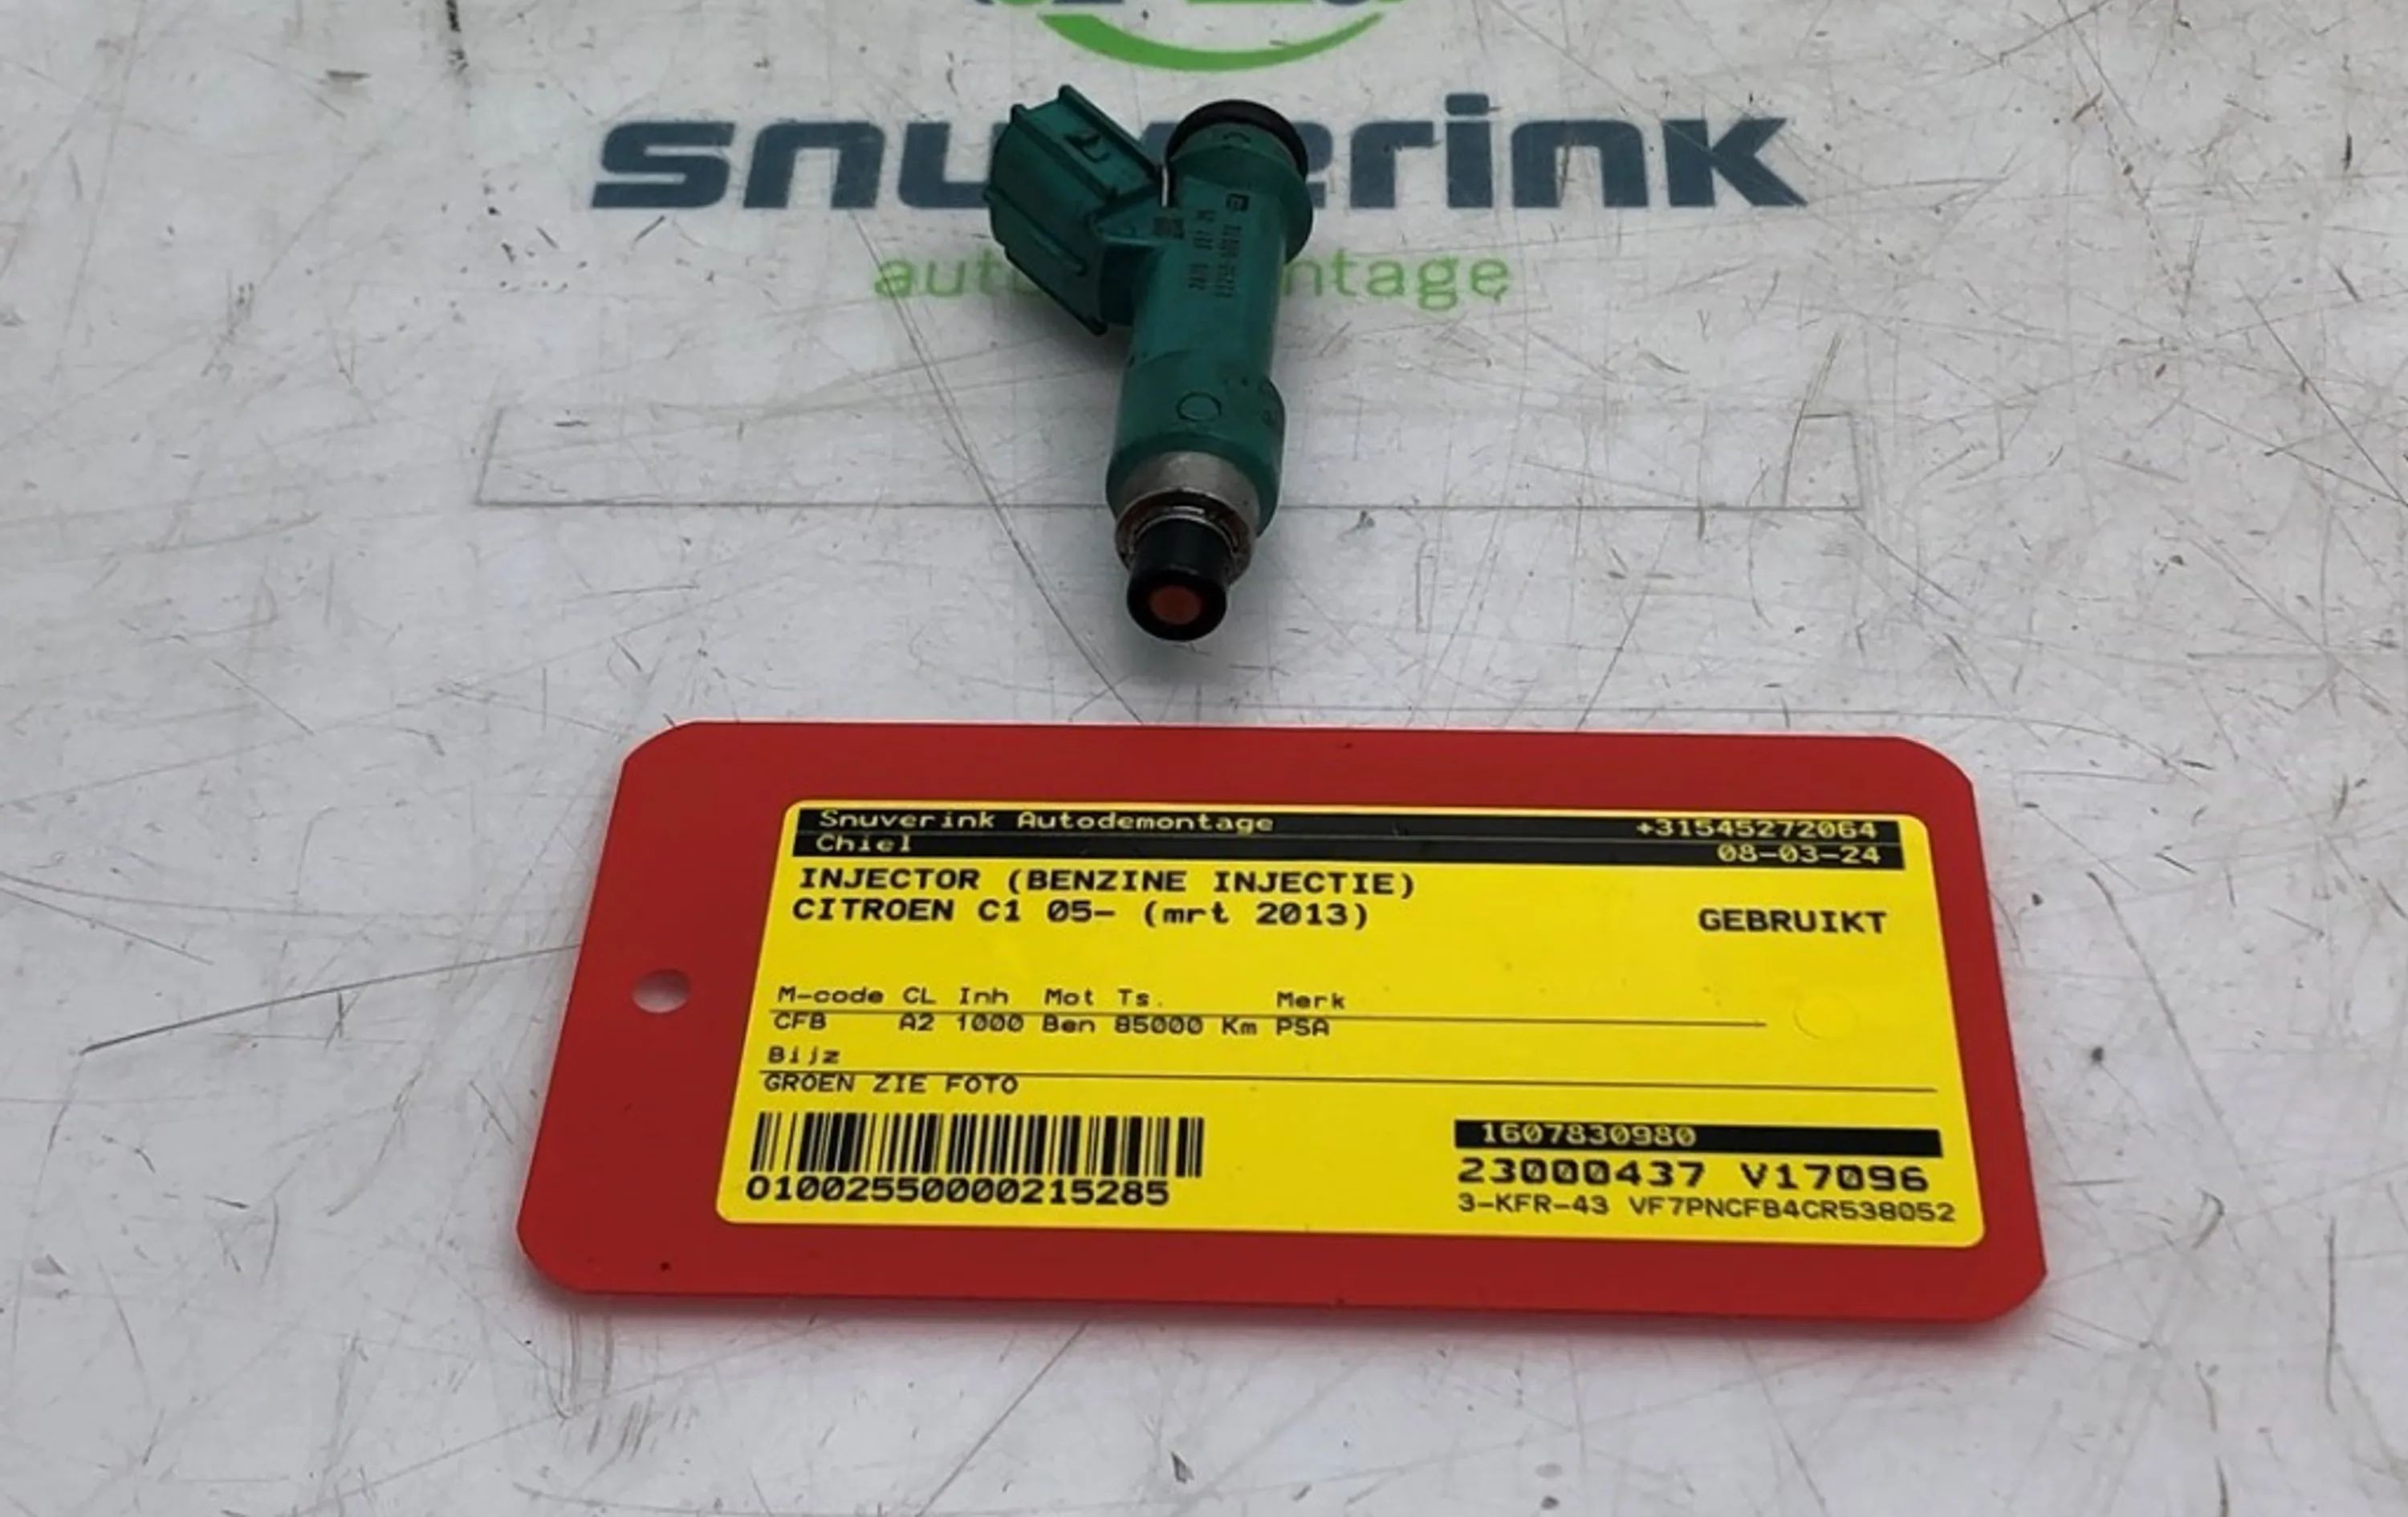 snuverink
autodemontage
Snuverink Autodemontage +31545272064
Chiel 08-03-24
INJECTOR (BENZINE INJECTIE)
CITROEN C1 05- (mrt 2013) GEBRUIKT
M-code CL Inh Mot Ts. Merk
CFB A2 1000 Ben 85000 Km PSA
Bijz
GROEN ZIE FOTO
1607830980
01002550000215285 23000437 V17096
3-KFR-43 VF7PNCFB4CR538052